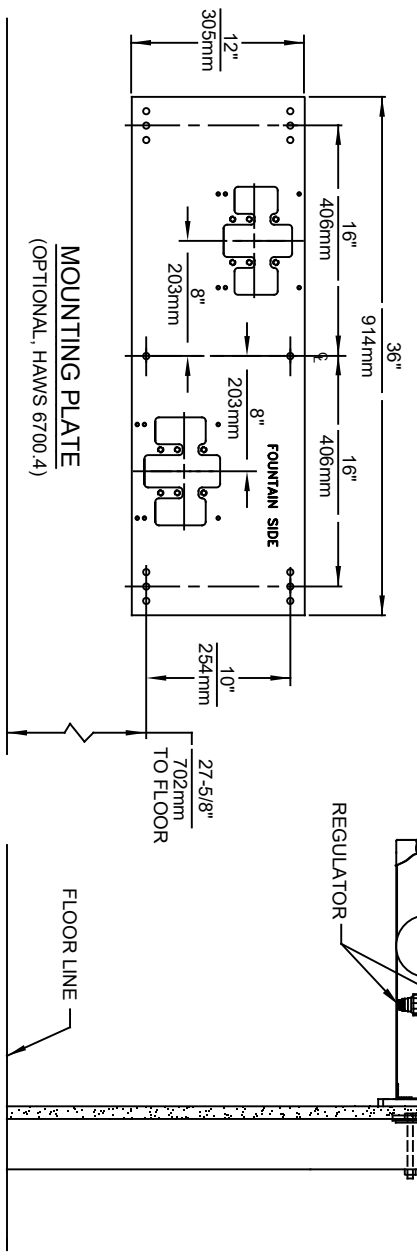 36"
914mm
16"
406mm
16"
406mm
℄
12"
305mm
8"
203mm
8"
203mm
FOUNTAIN SIDE
10"
254mm
27-5/8"
702mm
TO FLOOR
MOUNTING PLATE
(OPTIONAL, HAWS 6700.4)
REGULATOR
FLOOR LINE